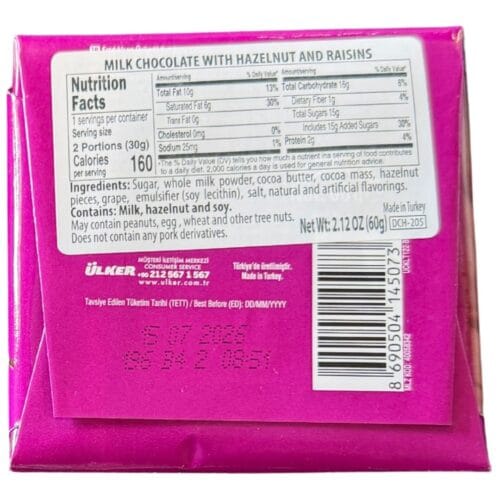 MILK CHOCOLATE WITH HAZELNUT AND RAISINS
Nutrition
Facts
1 servings per container
Serving size
2 Portions (30g)
Calories 160
per serving
Amount/serving % Daily Value*
Total Fat 10g 13%
Saturated Fat 6g 30%
Trans Fat 0g
Cholesterol 0mg 0%
Sodium 25mg 1%
Amount/serving % Daily Value*
Total Carbohydrate 16g 6%
Dietary Fiber 1g 4%
Total Sugars 15g
Includes 15g Added Sugars 30%
Protein 2g 4%
*The % Daily Value (DV) tells you how much a nutrient ina serving of food contributes
to a daily diet. 2,000 calories a day is used for general nutrition advice.
Ingredients: Sugar, whole milk powder, cocoa butter, cocoa mass, hazelnut
pieces, grape, emulsifier (soy lecithin), salt, natural and artificial flavorings.
Contains: Milk, hazelnut and soy.
May contain peanuts, egg , wheat and other tree nuts.
Does not contain any pork derivatives.
Made in Turkey
Net Wt: 2.12 OZ (60g) DCH-205
ÜLKER
MÜŞTERİ İLETİŞİM MERKEZİ
CONSUMER SERVICE
+90 212 567 1 567
www.ulker.com.tr
Türkiye'de üretilmiştir.
Made in Turkey.
Tavsiye Edilen Tüketim Tarihi (TETT) / Best Before (ED): DD/MM/YYYY
15 07 2026
196 B4 2 08:51
8 690504 145073